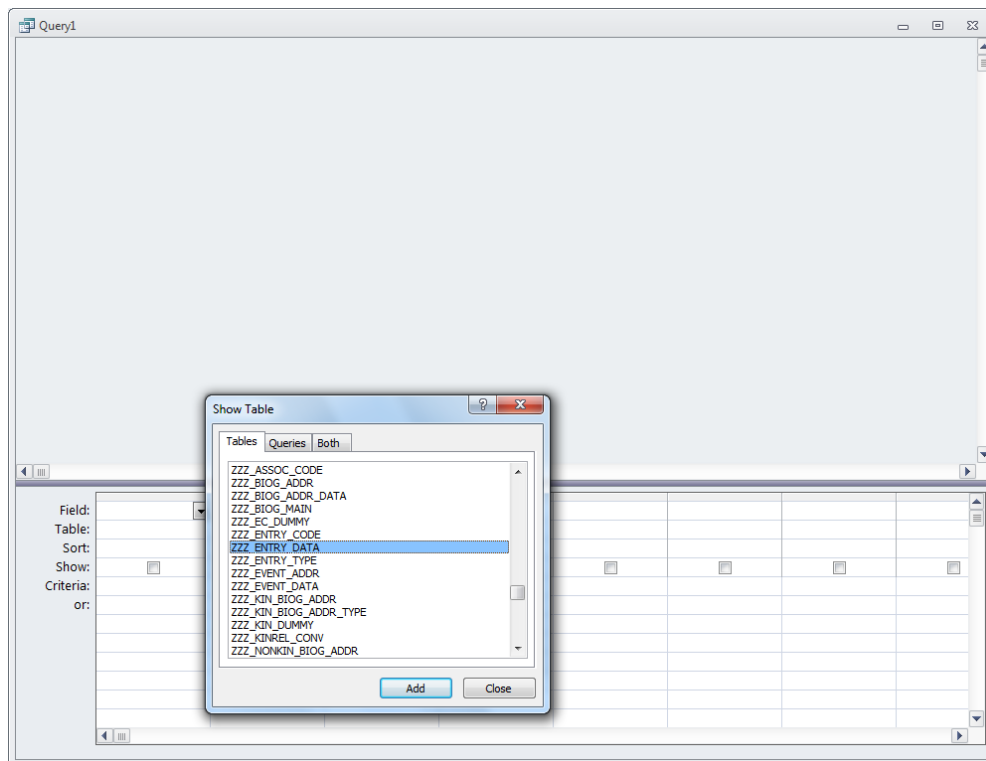 Query1
Show Table
Tables Queries Both
ZZZ_ASSOC_CODE
ZZZ_BIOG_ADDR
ZZZ_BIOG_ADDR_DATA
ZZZ_BIOG_MAIN
ZZZ_EC_DUMMY
ZZZ_ENTRY_CODE
ZZZ_ENTRY_DATA
ZZZ_ENTRY_TYPE
ZZZ_EVENT_ADDR
ZZZ_EVENT_DATA
ZZZ_KIN_BIOG_ADDR
ZZZ_KIN_BIOG_ADDR_TYPE
ZZZ_KIN_DUMMY
ZZZ_KINREL_CONV
ZZZ_NONKIN_BIOG_ADDR
Add Close
Field:
Table:
Sort:
Show:
Criteria:
or: